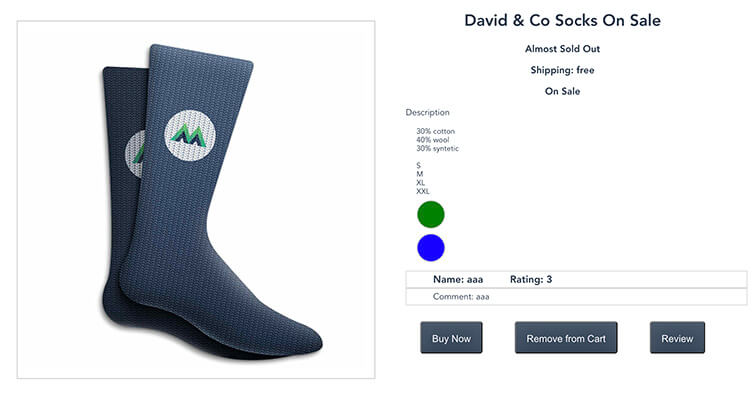 David & Co Socks On Sale
Almost Sold Out
Shipping: free
On Sale
Description
30% cotton
40% wool
30% syntetic
S
M
XL
XXL
Name: aaa Rating: 3
Comment: aaa
Buy Now
Remove from Cart
Review